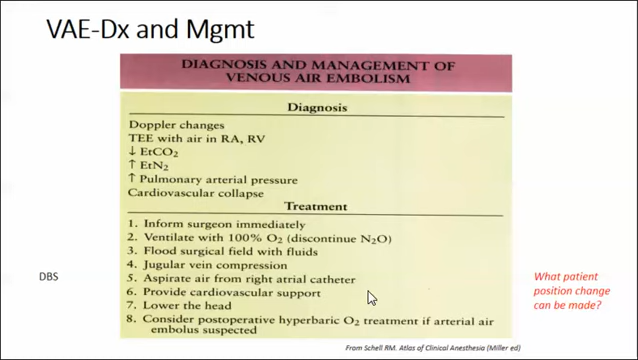 VAE-Dx and Mgmt
DIAGNOSIS AND MANAGEMENT OF
VENOUS AIR EMBOLISM
Diagnosis
Doppler changes
TEE with air in RA, RV
↓ EtCO2
↑ EtN2
↑ Pulmonary arterial pressure
Cardiovascular collapse
Treatment
1. Inform surgeon immediately
2. Ventilate with 100% O2 (discontinue N2O)
3. Flood surgical field with fluids
4. Jugular vein compression
5. Aspirate air from right atrial catheter
6. Provide cardiovascular support
7. Lower the head
8. Consider postoperative hyperbaric O2 treatment if arterial air
embolus suspected
DBS
What patient
position change
can be made?
From Schell RM. Atlas of Clinical Anesthesia (Miller ed)